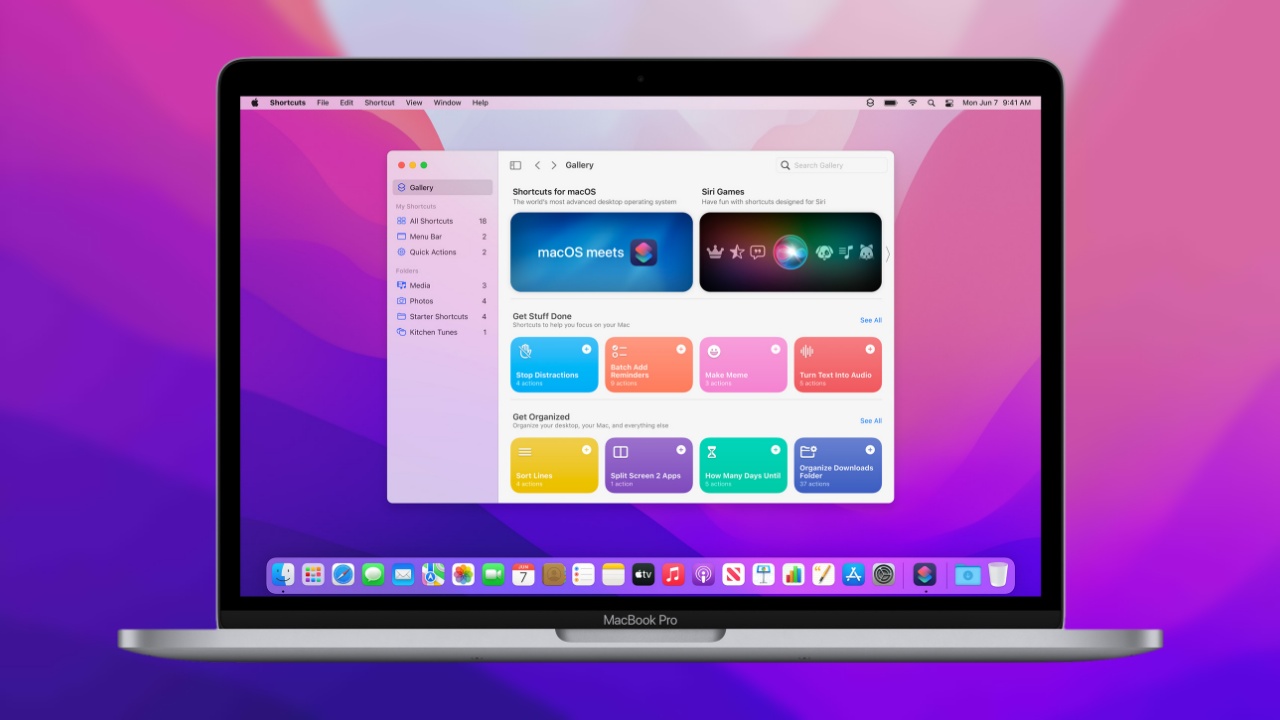 Shortcuts File Edit Shortcut View Window Help
Mon Jun 7 9:41 AM
Gallery
My Shortcuts
All Shortcuts 18
Menu Bar 2
Quick Actions 2
Folders
Media 3
Photos 4
Starter Shortcuts 4
Kitchen Tunes 1
Gallery
Search Gallery
Shortcuts for macOS
The world's most advanced desktop operating system
macOS meets
Siri Games
Have fun with shortcuts designed for Siri
Get Stuff Done
See All
Shortcuts to help you focus on your Mac
Stop Distractions
4 actions
Batch Add
Reminders
Make Meme
Turn Text Into Audio
Get Organized
See All
Organize your desktop, your Mac, and everything else
Sort Lines
4 actions
Split Screen 2 Apps
1 action
How Many Days Until
5 actions
Organize Downloads
Folder
37 actions
JUN
7
tv
MacBook Pro